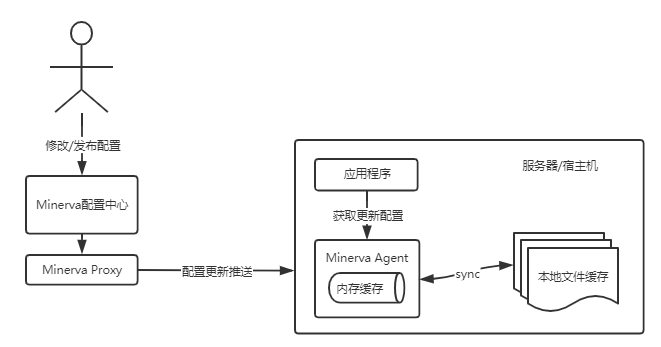 修改/发布配置
Minerva配置中心
Minerva Proxy
配置更新推送
服务器/宿主机
应用程序
获取更新配置
Minerva Agent
内存缓存
sync
本地文件缓存